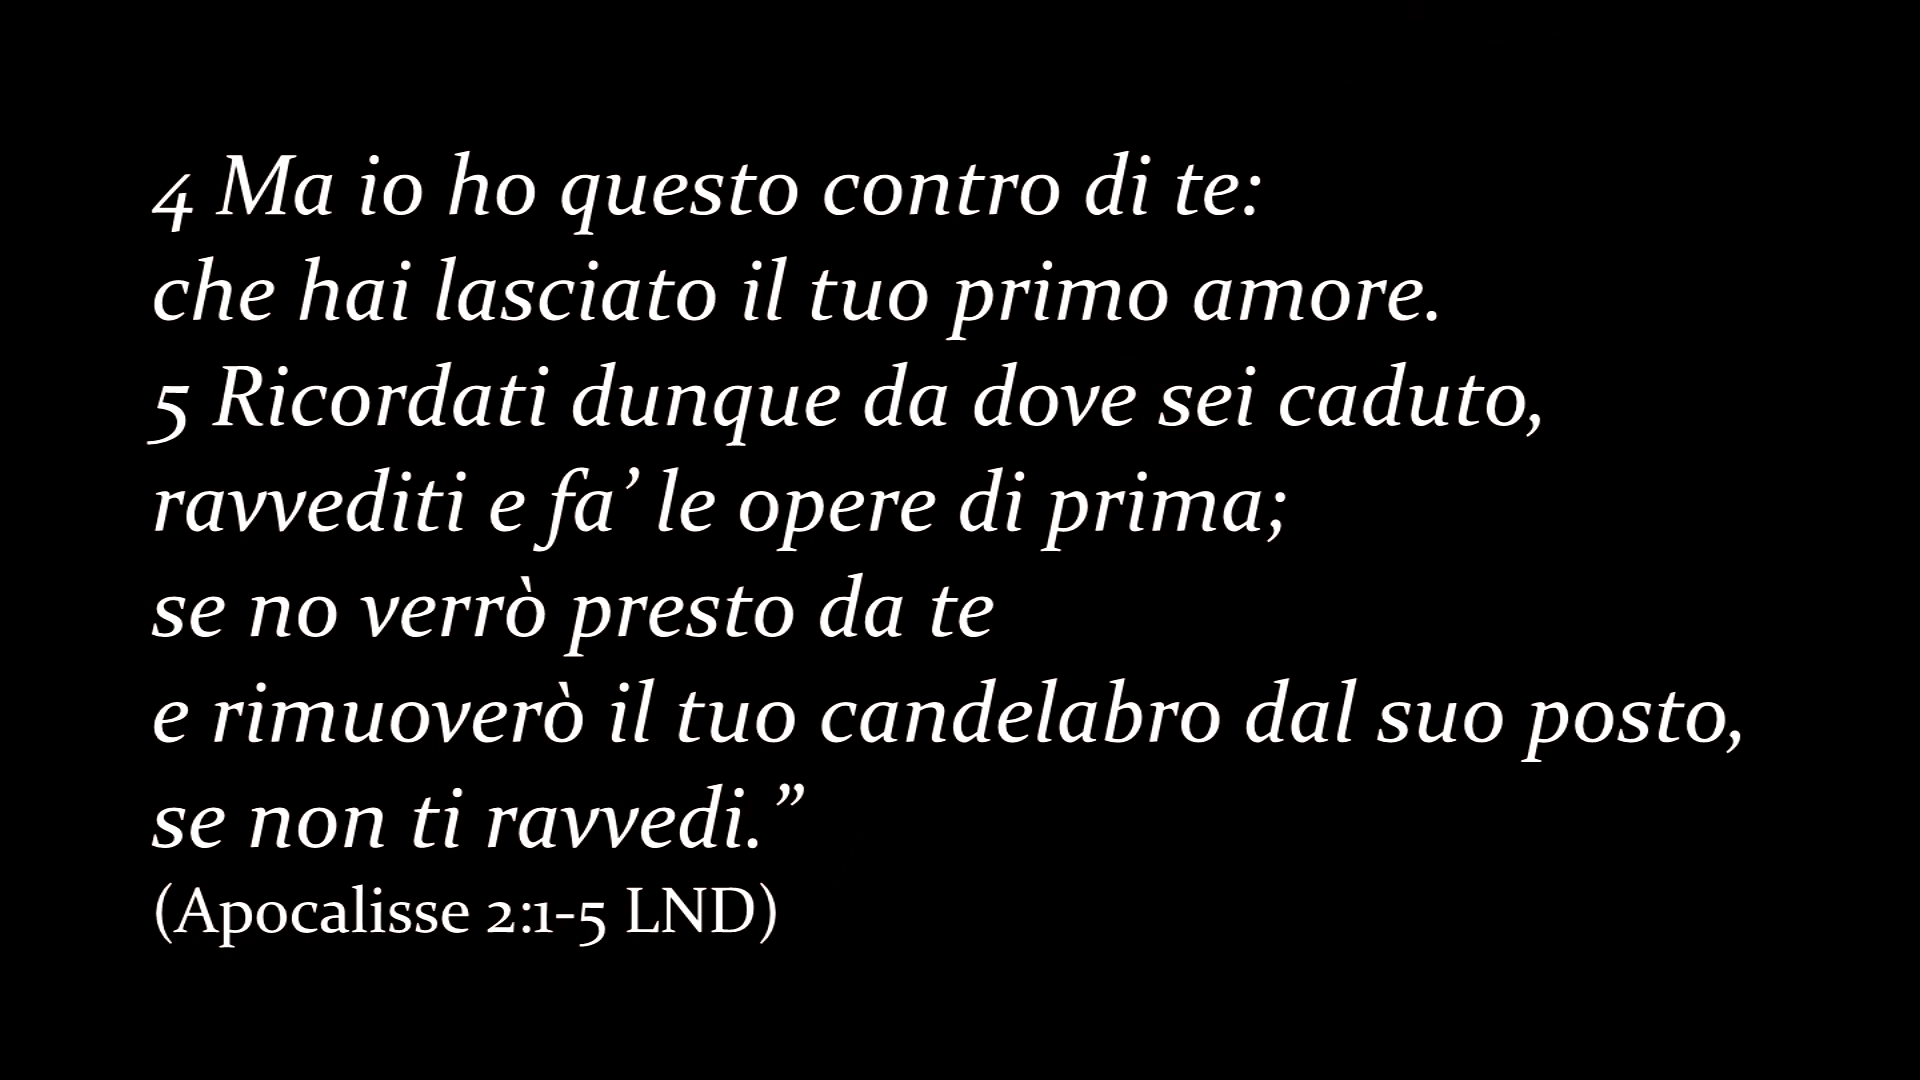 4 Ma io ho questo contro di te:
che hai lasciato il tuo primo amore.
5 Ricordati dunque da dove sei caduto,
ravvediti e fa’ le opere di prima;
se no verrò presto da te
e rimuoverò il tuo candelabro dal suo posto,
se non ti ravvedi.”
(Apocalisse 2:1-5 LND)